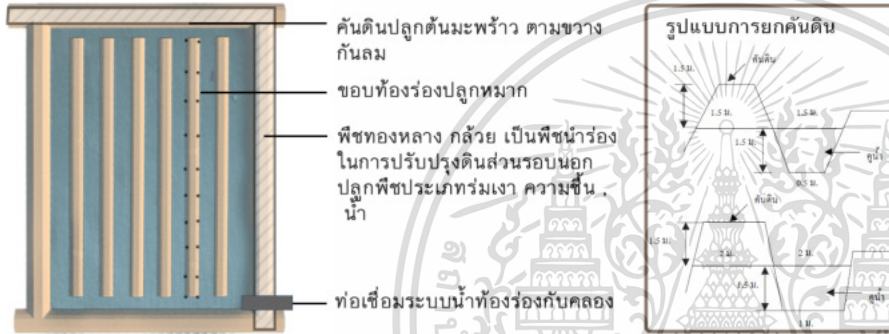 คันดินปลูกต้นมะพร้าว ตามขวาง
กันลม
ขอบท้องร่องปลูกหมาก
พืชทองหลาง กล้วย เป็นพืชนำร่อง
ในการปรับปรุงดินส่วนรอบนอก
ปลูกพืชประเภทร่มเงา ความชื้น .
น้ำ
ท่อเชื่อมระบบน้ำท้องร่องกับคลอง
รูปแบบการยกคันดิน
คันดิน
1.5 ม.
1.5 ม.
1.5 ม.
1.5 ม.
คูน้ำ
0.5 ม.
คันดิน
1.5 ม.
2 ม.
2 ม.
1.5 ม.
คูน้ำ
1 ม.